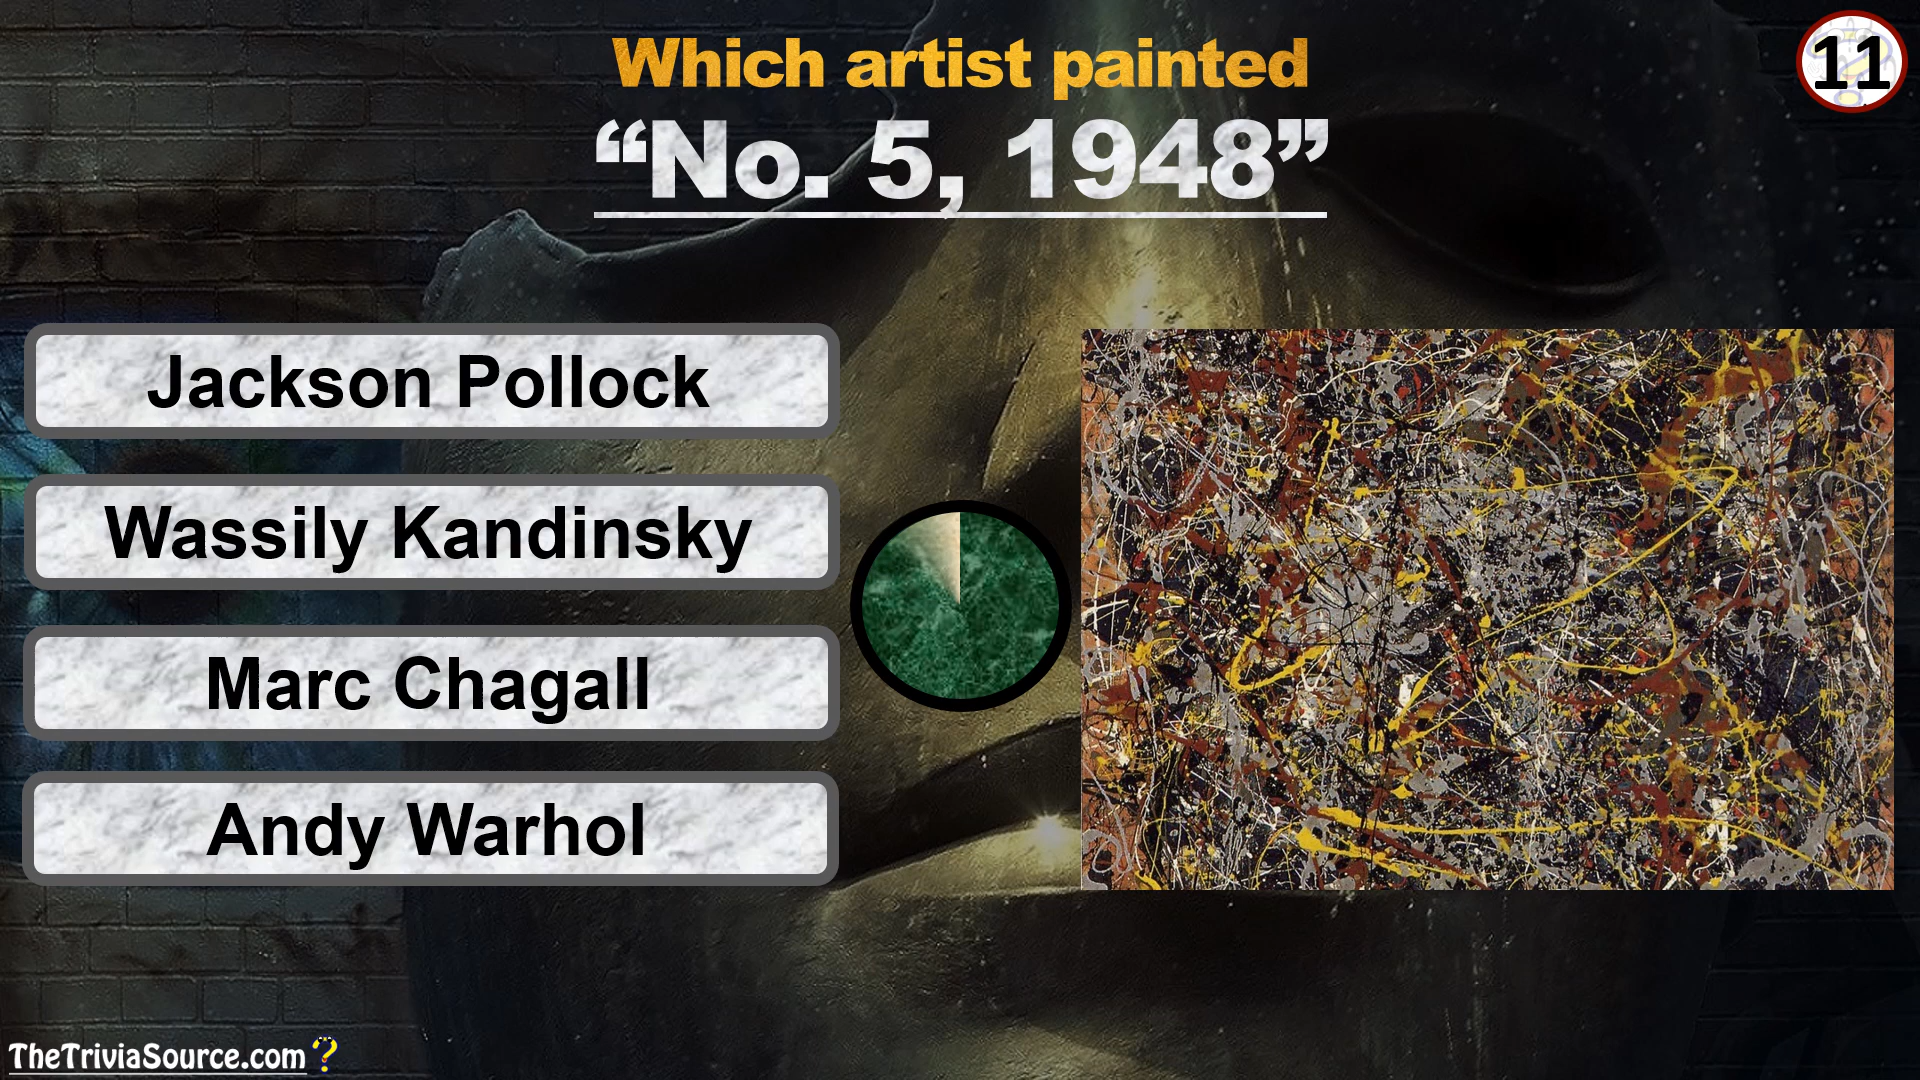 Which artist painted
“No. 5, 1948”
11
Jackson Pollock
Wassily Kandinsky
Marc Chagall
Andy Warhol
TheTriviaSource.com?